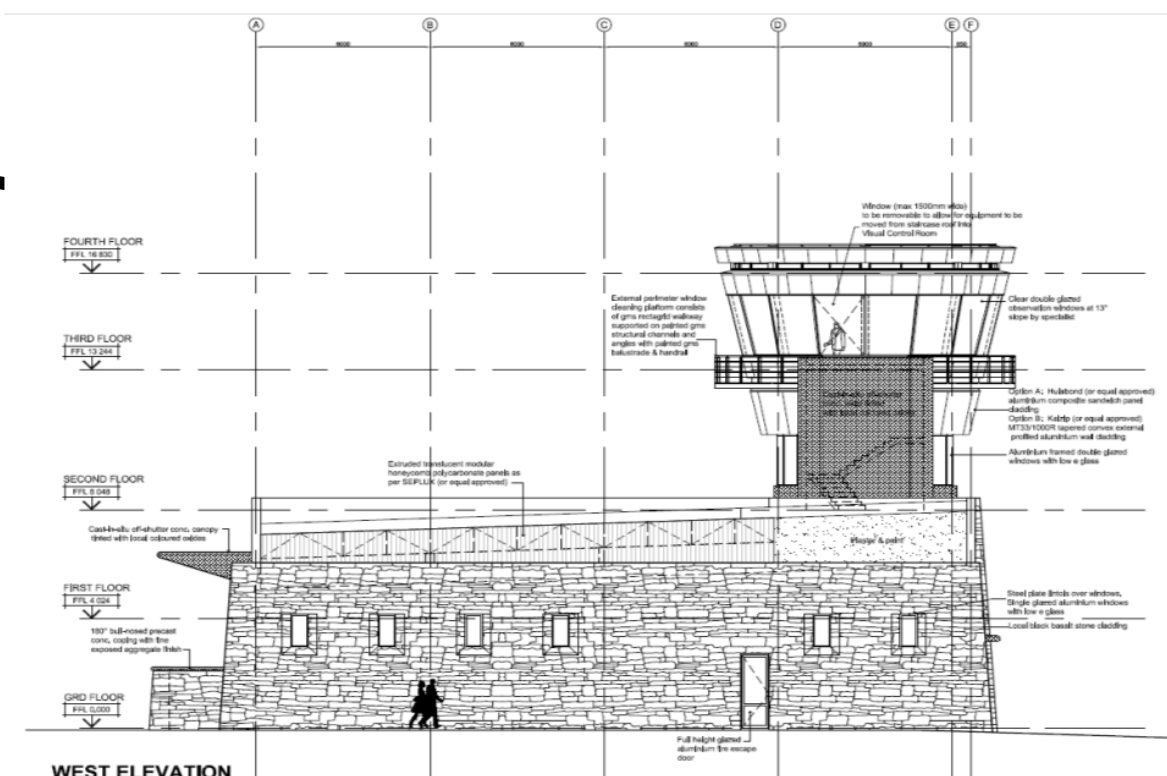 A B C D E F
6000 6000 6000
Window (max 1500mm wide)
to be removable to allow for equipment to be
moved from staircase roof into
Visual Control Room
FOURTH FLOOR
FFL 16 830
External perimeter window
cleaning platform consists
of gms rectagrid walkway
supported on painted gms
structural channels and
angles with painted gms
balustrade & handrail
Clear double glazed
observation windows at 13°
slope by specialist
THIRD FLOOR
FFL 13 244
Option A: Hulabond (or equal approved)
aluminium composite sandwich panel
cladding
Option B: Kalzip (or equal approved)
MT33/1000R tapered convex external
profiled aluminium wall cladding
Aluminium framed double glazed
windows with low e glass
Extruded translucent modular
honeycomb polycarbonate panels as
per SEPLUX (or equal approved)
SECOND FLOOR
FFL 8 048
Cast-in-situ off-shutter conc. canopy
tinted with local coloured oxides
Plaster & paint
FIRST FLOOR
FFL 4 024
Steel plate lintols over windows,
Single glazed aluminium windows
with low e glass
Local black basalt stone cladding
180° bull-nosed precast
conc. coping with fine
exposed aggregate finish
GRD FLOOR
FFL 0,000
Full height glazed
aluminium fire escape
door
WEST ELEVATION